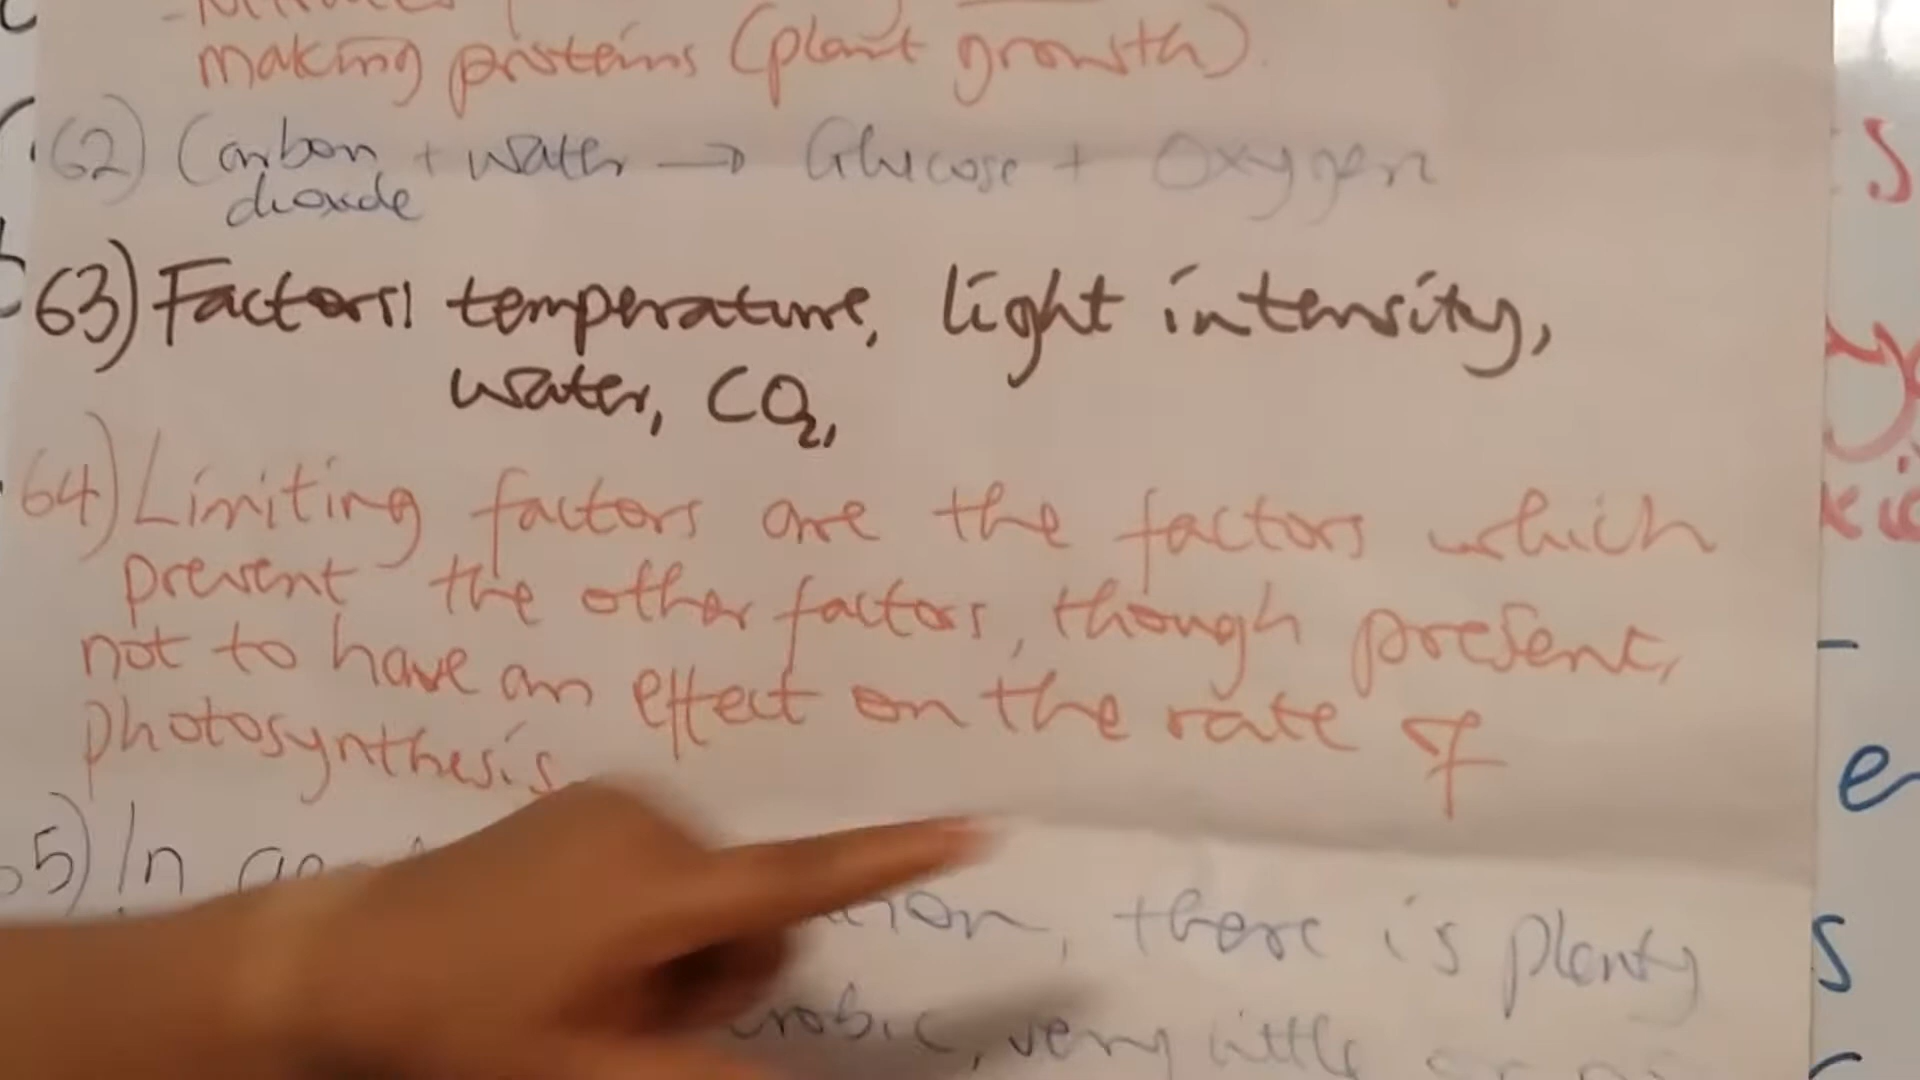 making proteins (plant growth).
62) Carbon dioxide + water → Glucose + Oxygen
63) Factors: temperature, light intensity,
water, CO₂,
64) Limiting factors are the factors which
prevent the other factors, though present,
not to have an effect on the rate of
photosynthesis
65) In
there is plenty
very little